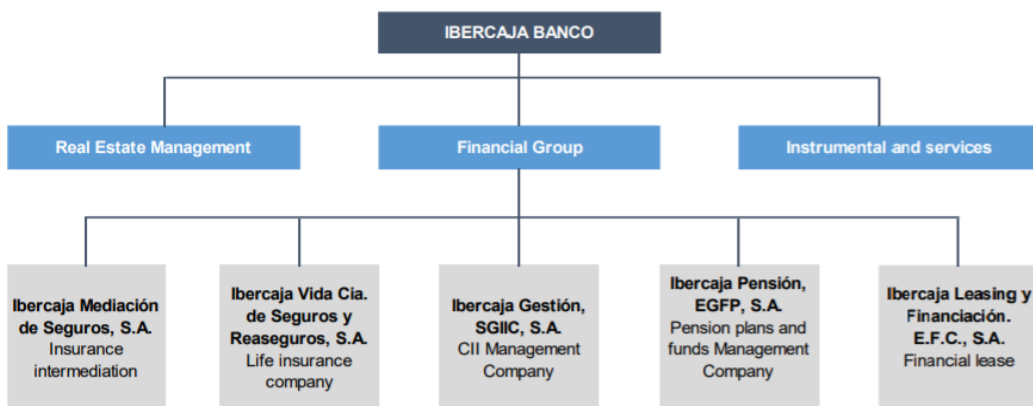 IBERCAJA BANCO
Real Estate Management
Financial Group
Instrumental and services
Ibercaja Mediación
de Seguros, S.A.
Insurance
intermediation
Ibercaja Vida Cia.
de Seguros y
Reaseguros, S.A.
Life insurance
company
Ibercaja Gestión,
SGIIC, S.A.
CII Management
Company
Ibercaja Pensión,
EGFP, S.A.
Pension plans and
funds Management
Company
Ibercaja Leasing y
Financiación.
E.F.C., S.A.
Financial lease